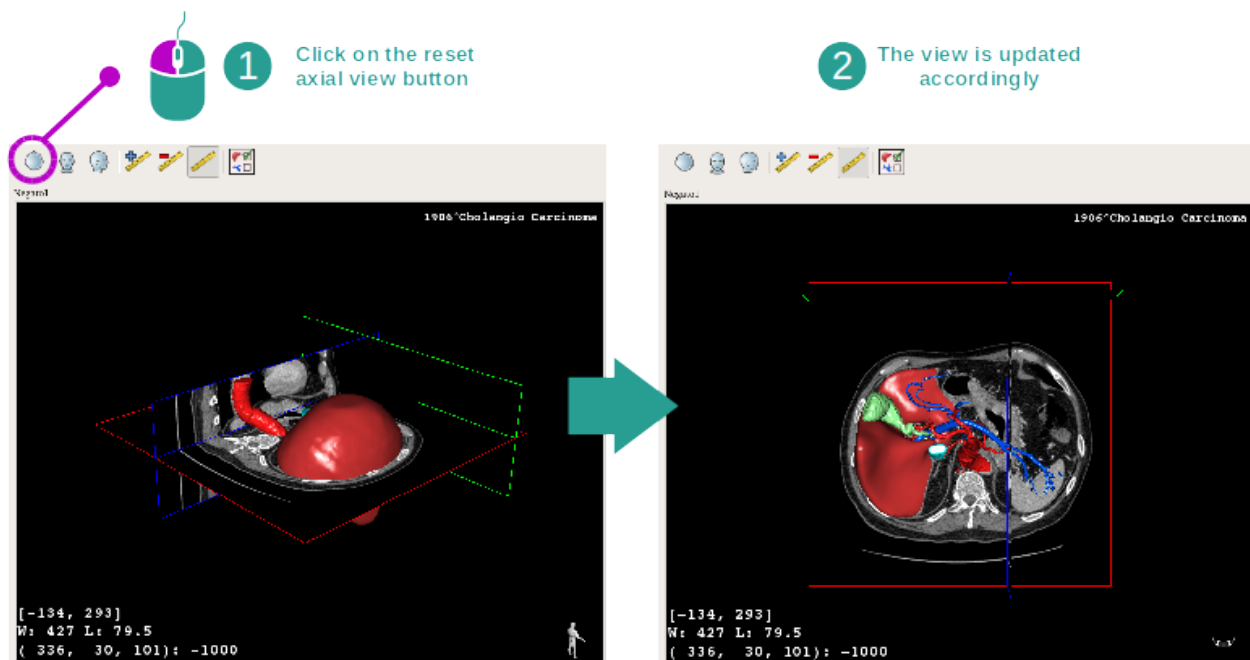 1
Click on the reset
axial view button
2
The view is updated
accordingly
Negato1
1906^Cholangio Carcinoma
[-134, 293]
W: 427 L: 79.5
( 336, 30, 101): -1000
Negato1
1906^Cholangio Carcinoma
[-134, 293]
W: 427 L: 79.5
( 336, 30, 101): -1000